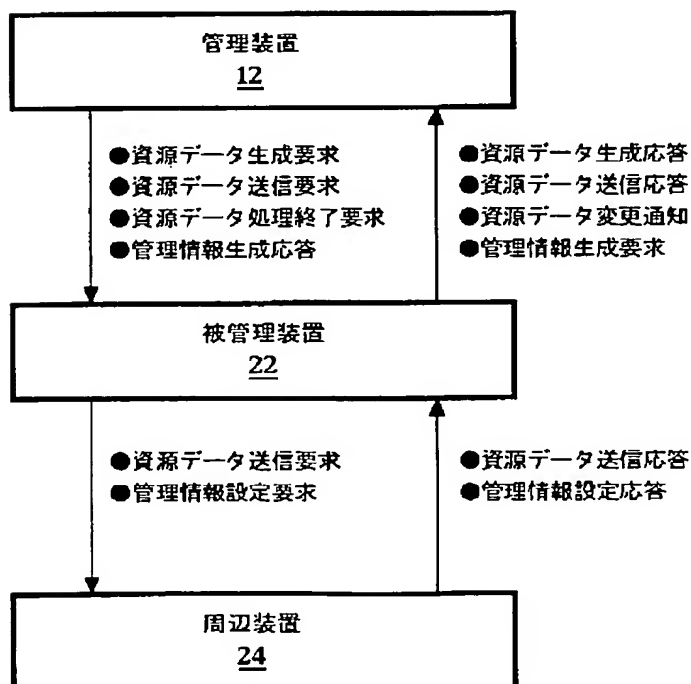 管理装置
12
●資源データ生成要求
●資源データ送信要求
●資源データ処理終了要求
●管理情報生成応答
●資源データ生成応答
●資源データ送信応答
●資源データ変更通知
●管理情報生成要求
被管理装置
22
●資源データ送信要求
●管理情報設定要求
●資源データ送信応答
●管理情報設定応答
周辺装置
24